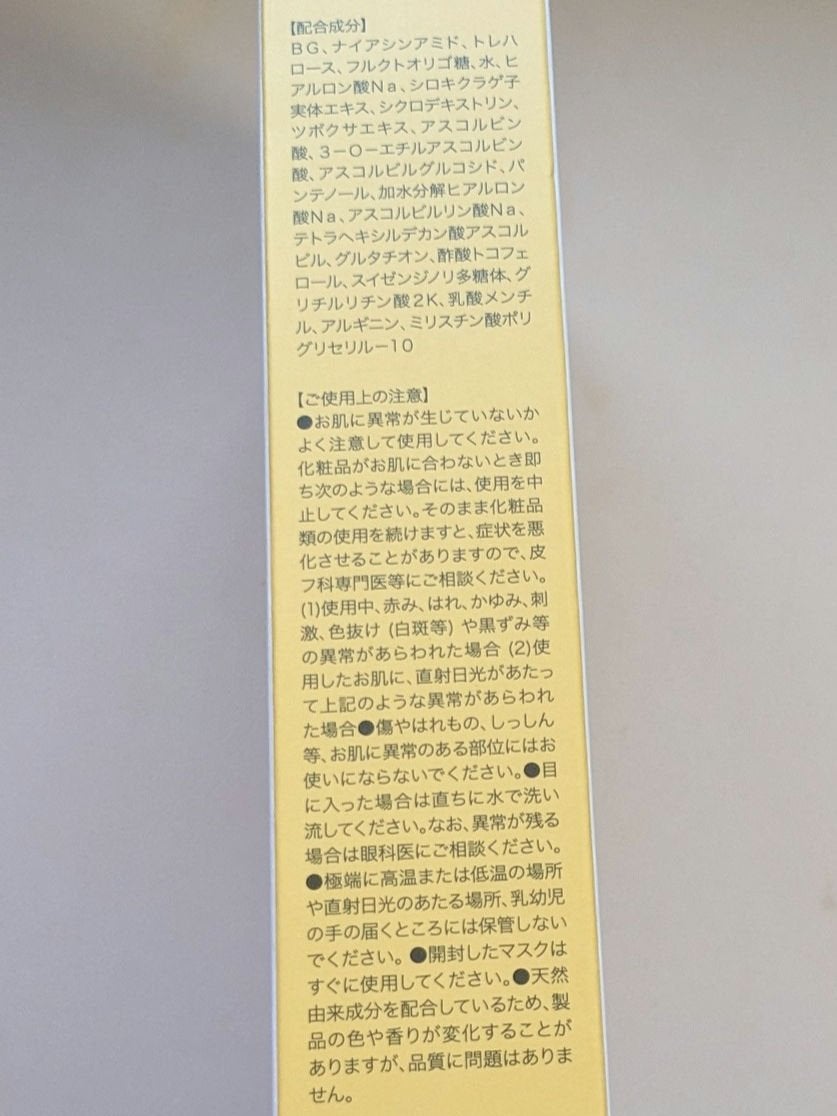 【配合成分】
BG、ナイアシンアミド、トレハ
ロース、フルクトオリゴ糖、水、ヒ
アルロン酸Na、シロキクラゲ子
実体エキス、シクロデキストリン、
ツボクサエキス、アスコルビン
酸、3-O-エチルアスコルビン
酸、アスコルビルグルコシド、パ
ンテノール、加水分解ヒアルロン
酸Na、アスコルビルリン酸Na、
テトラヘキシルデカン酸アスコル
ビル、グルタチオン、酢酸トコフェ
ロール、スイゼンジノリ多糖体、グ
リチルリチン酸2K、乳酸メンチ
ル、アルギニン、ミリスチン酸ポリ
グリセリル-10
【ご使用上の注意】
●お肌に異常が生じていないか
よく注意して使用してください。
化粧品がお肌に合わないとき即
ち次のような場合には、使用を中
止してください。そのまま化粧品
類の使用を続けますと、症状を悪
化させることがありますので、皮
フ科専門医等にご相談ください。
(1)使用中、赤み、はれ、かゆみ、刺
激、色抜け (白斑等) や黒ずみ等
の異常があらわれた場合 (2)使
用したお肌に、直射日光があたっ
て上記のような異常があらわれ
た場合●傷やはれもの、しっしん
等、お肌に異常のある部位にはお
使いにならないでください。●目
に入った場合は直ちに水で洗い
流してください。なお、異常が残る
場合は眼科医にご相談ください。
●極端に高温または低温の場所
や直射日光のあたる場所、乳幼児
の手の届くところには保管しない
でください。●開封したマスクは
すぐに使用してください。●天然
由来成分を配合しているため、製
品の色や香りが変化することが
ありますが、品質に問題はありま
せん。